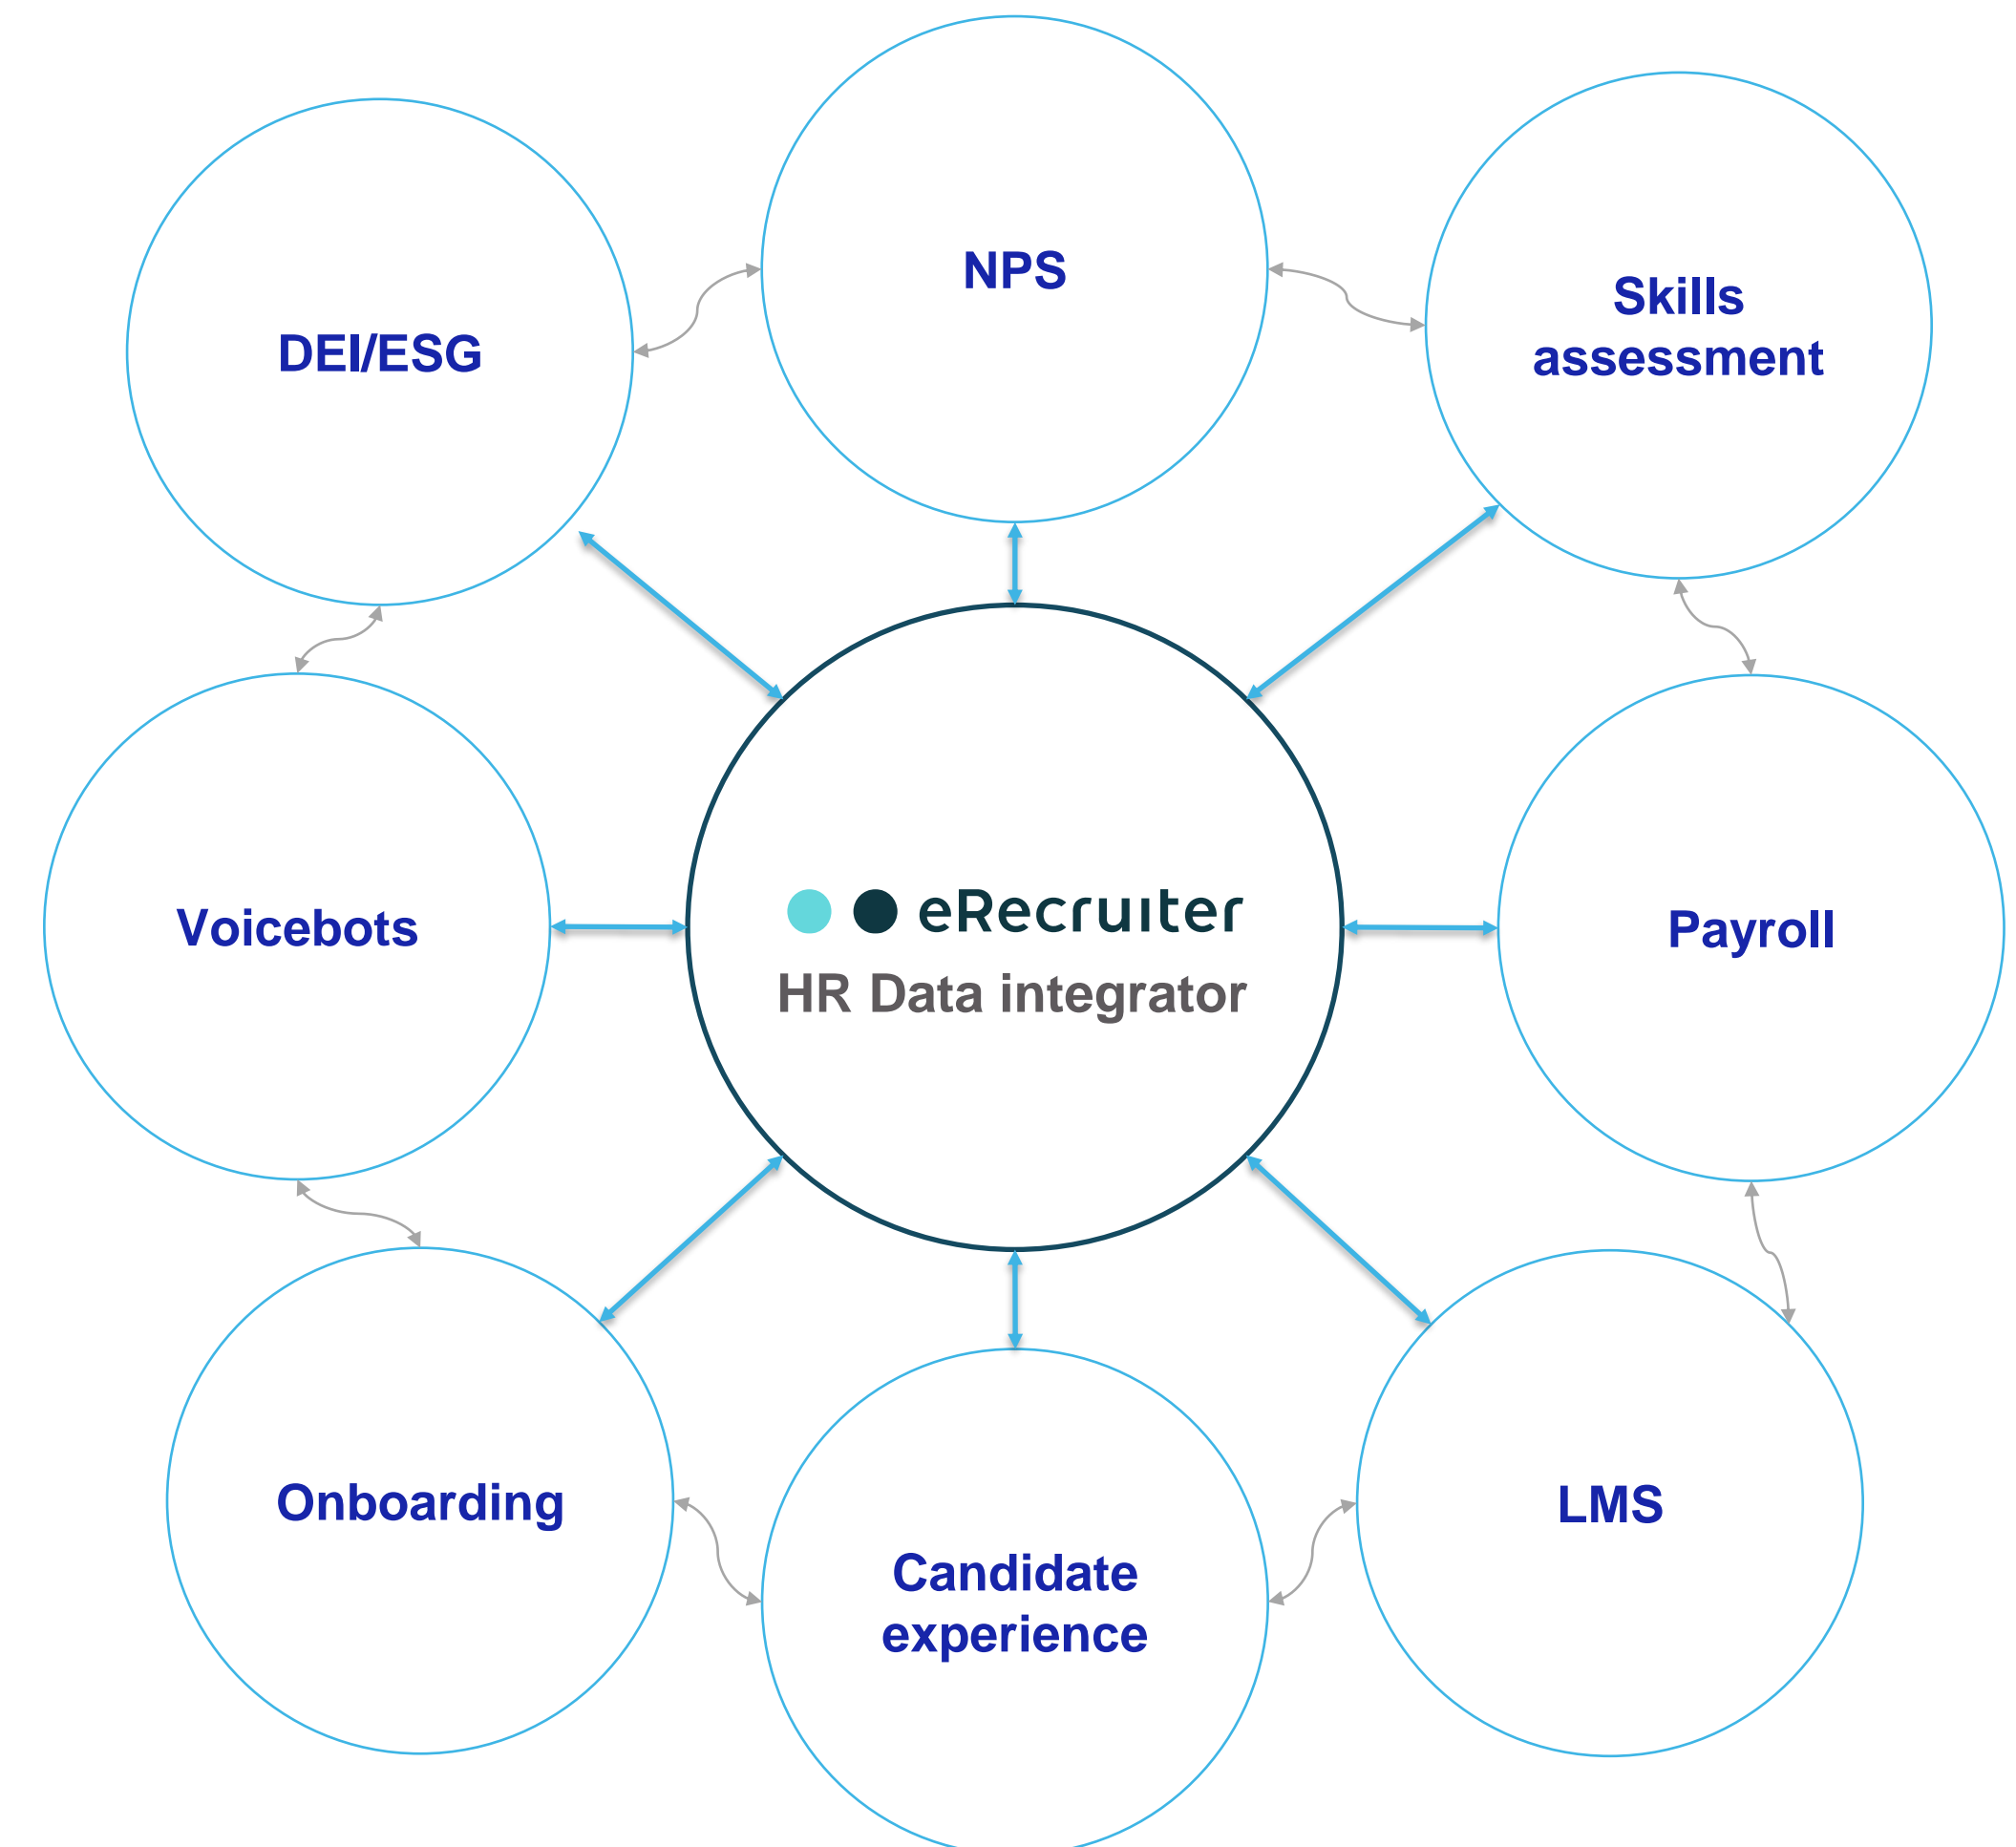 NPS
Skills
assessment
DEI/ESG
Voicebots
eRecruiter
HR Data integrator
Payroll
Onboarding
LMS
Candidate
experience